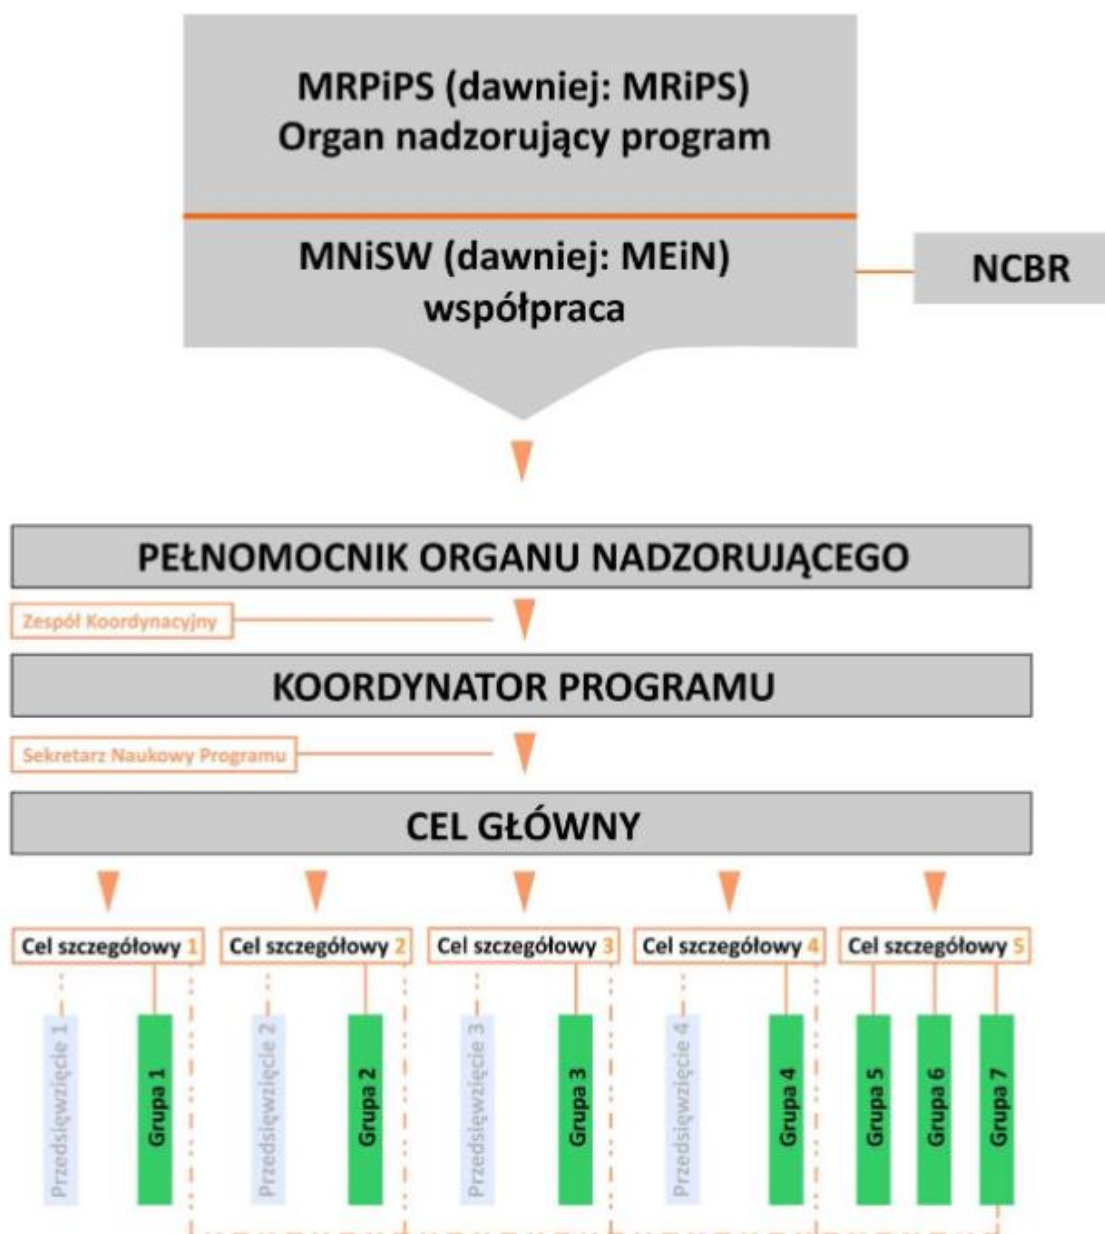 MRPiPS (dawniej: MRiPS)
Organ nadzorujący program
MNiSW (dawniej: MEiN)
współpraca
NCBR
PEŁNOMOCNIK ORGANU NADZORUJĄCEGO
Zespół Koordynacyjny
KOORDYNATOR PROGRAMU
Sekretarz Naukowy Programu
CEL GŁÓWNY
Cel szczegółowy 1
Cel szczegółowy 2
Cel szczegółowy 3
Cel szczegółowy 4
Cel szczegółowy 5
Przedsięwzięcie 1
Grupa 1
Przedsięwzięcie 2
Grupa 2
Przedsięwzięcie 3
Grupa 3
Przedsięwzięcie 4
Grupa 4
Grupa 5
Grupa 6
Grupa 7